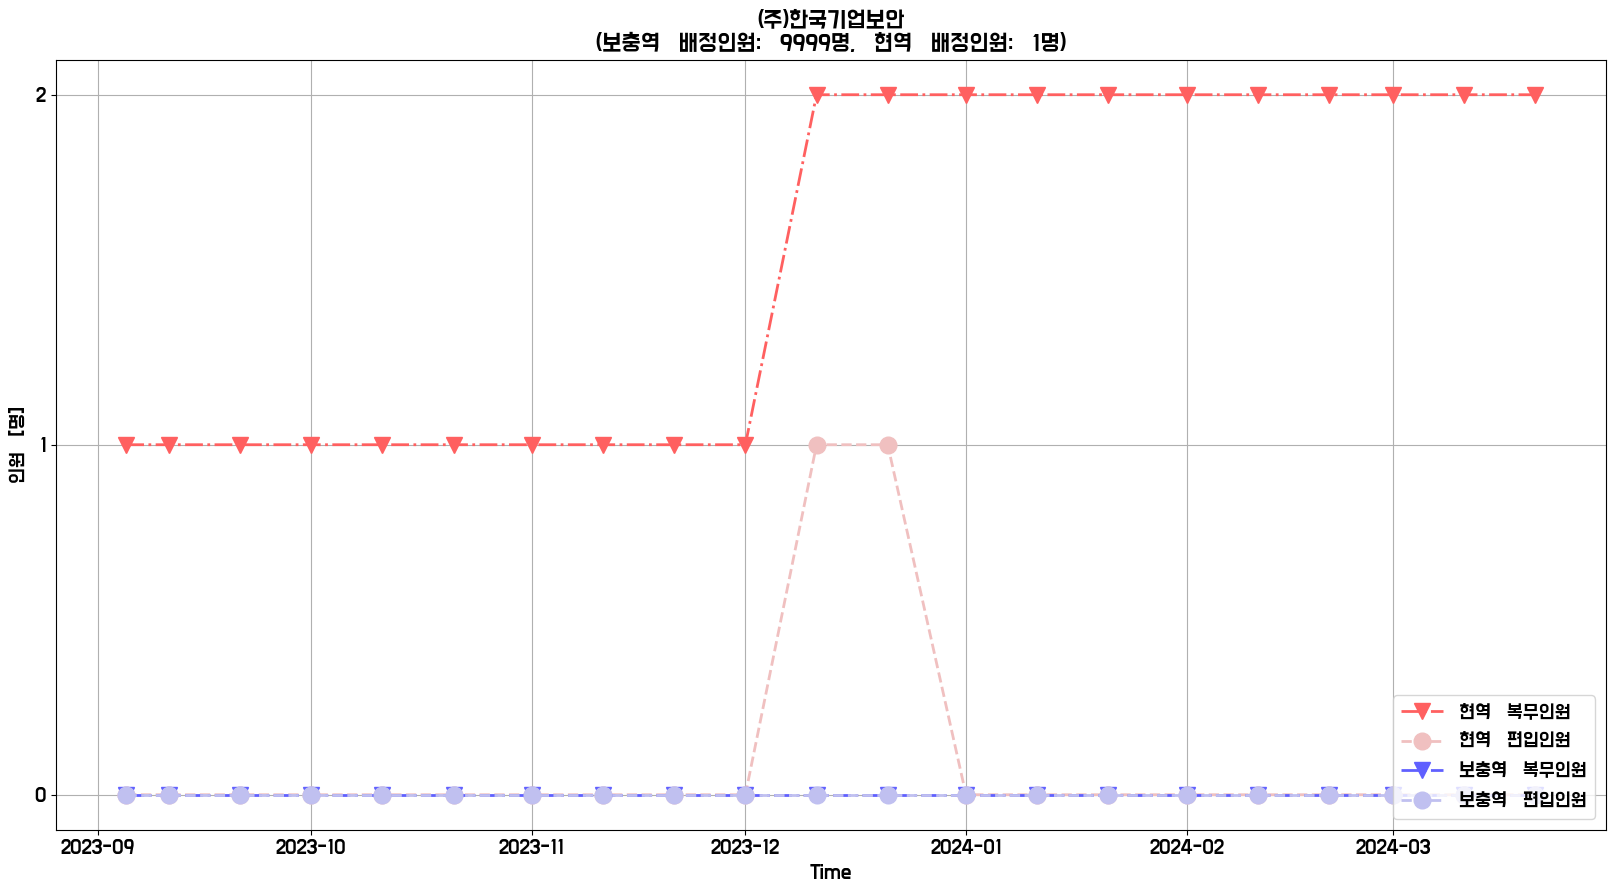 (주)한국기업보안
(보충역 배정인원: 9999명, 현역 배정인원: 1명)
2
1
0
인원 [명]
2023-09 2023-10 2023-11 2023-12 2024-01 2024-02 2024-03
Time
현역 복무인원
현역 편입인원
보충역 복무인원
보충역 편입인원